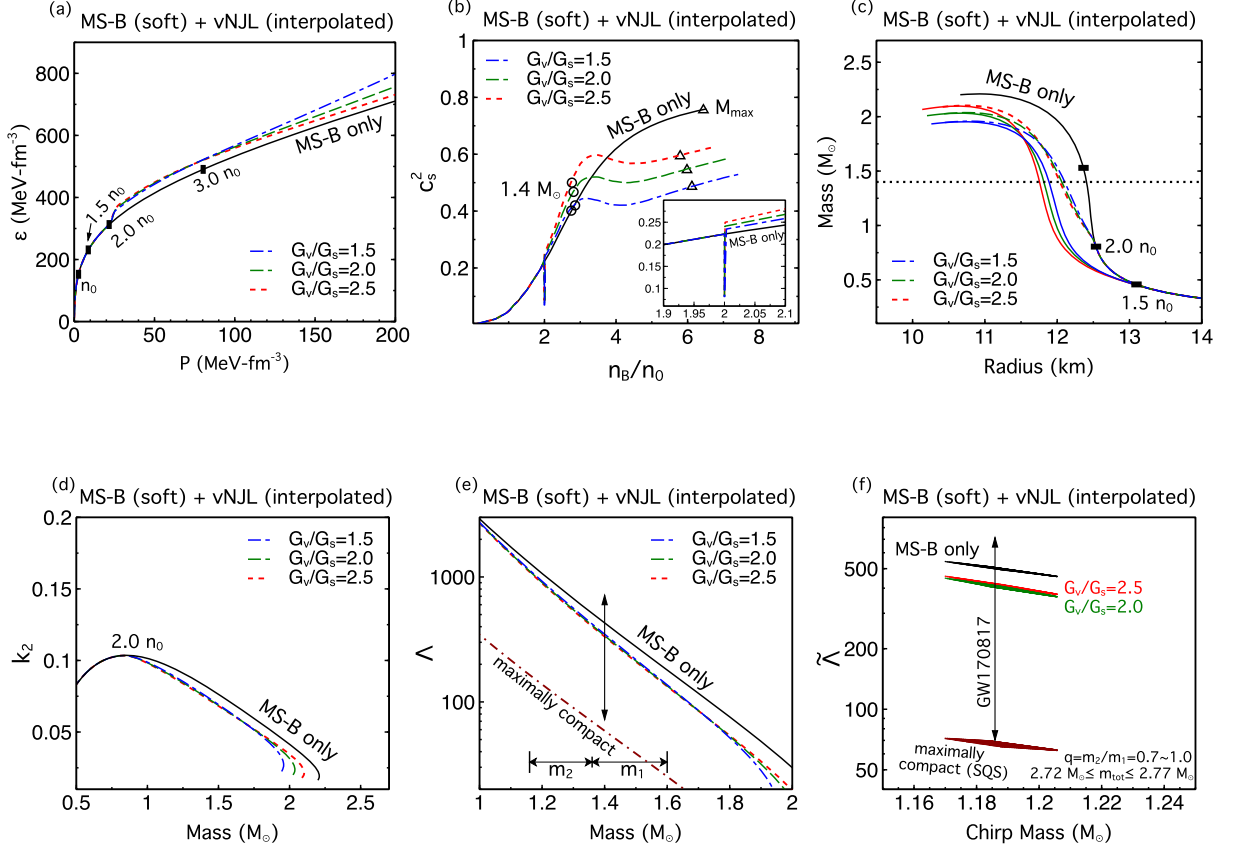 (a)
MS-B (soft) + vNJL (interpolated)
ε (MeV-fm⁻³)
800
600
400
200
0
n₀
1.5 n₀
2.0 n₀
3.0 n₀
MS-B only
Gᵥ/Gₛ=1.5
Gᵥ/Gₛ=2.0
Gᵥ/Gₛ=2.5
0 50 100 150 200
P (MeV-fm⁻³)
(b)
MS-B (soft) + vNJL (interpolated)
c²ₛ
1
0.8
0.6
0.4
0.2
Gᵥ/Gₛ=1.5
Gᵥ/Gₛ=2.0
Gᵥ/Gₛ=2.5
MS-B only
Mₘₐₓ
1.4 M☉
0.25
0.2
0.15
0.1
MS-B only
1.9 1.95 2 2.05 2.1
0 2 4 6 8
n_B/n₀
(c)
MS-B (soft) + vNJL (interpolated)
Mass (M☉)
2.5
2.0
1.5
1.0
0.5
MS-B only
2.0 n₀
1.5 n₀
Gᵥ/Gₛ=1.5
Gᵥ/Gₛ=2.0
Gᵥ/Gₛ=2.5
10 11 12 13 14
Radius (km)
(d)
MS-B (soft) + vNJL (interpolated)
k₂
0.2
0.15
0.1
0.05
0
Gᵥ/Gₛ=1.5
Gᵥ/Gₛ=2.0
Gᵥ/Gₛ=2.5
2.0 n₀
MS-B only
0.5 1 1.5 2 2.5
Mass (M☉)
(e)
MS-B (soft) + vNJL (interpolated)
Λ
1000
100
Gᵥ/Gₛ=1.5
Gᵥ/Gₛ=2.0
Gᵥ/Gₛ=2.5
MS-B only
maximally compact
m₂ m₁
1 1.2 1.4 1.6 1.8 2
Mass (M☉)
(f)
MS-B (soft) + vNJL (interpolated)
Λ̃
500
200
100
50
MS-B only
Gᵥ/Gₛ=2.5
Gᵥ/Gₛ=2.0
GW170817
maximally
compact (SQS)
q=m₂/m₁=0.7~1.0
2.72 M☉≤ mₜₒₜ≤ 2.77 M☉
1.16 1.18 1.2 1.22 1.24
Chirp Mass (M☉)